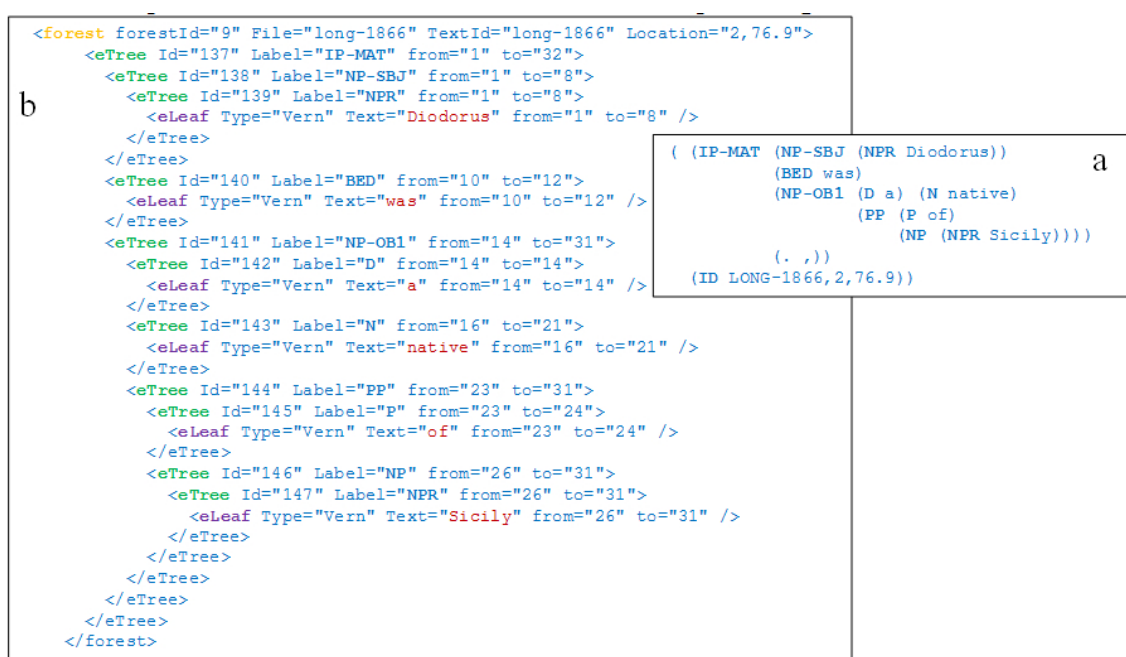 <forest forestId="9" File="long-1866" TextId="long-1866" Location="2,76.9">
<eTree Id="137" Label="IP-MAT" from="1" to="32">
<eTree Id="138" Label="NP-SBJ" from="1" to="8">
b
<eTree Id="139" Label="NPR" from="1" to="8">
<eLeaf Type="Vern" Text="Diodorus" from="1" to="8" />
</eTree>
</eTree>
<eTree Id="140" Label="BED" from="10" to="12">
<eLeaf Type="Vern" Text="was" from="10" to="12" />
</eTree>
<eTree Id="141" Label="NP-OB1" from="14" to="31">
<eTree Id="142" Label="D" from="14" to="14">
<eLeaf Type="Vern" Text="a" from="14" to="14" />
</eTree>
<eTree Id="143" Label="N" from="16" to="21">
<eLeaf Type="Vern" Text="native" from="16" to="21" />
</eTree>
<eTree Id="144" Label="PP" from="23" to="31">
<eTree Id="145" Label="P" from="23" to="24">
<eLeaf Type="Vern" Text="of" from="23" to="24" />
</eTree>
<eTree Id="146" Label="NP" from="26" to="31">
<eTree Id="147" Label="NPR" from="26" to="31">
<eLeaf Type="Vern" Text="Sicily" from="26" to="31" />
</eTree>
</eTree>
</eTree>
</eTree>
</eTree>
</forest>
( (IP-MAT (NP-SBJ (NPR Diodorus))
a
(BED was)
(NP-OB1 (D a) (N native)
(PP (P of)
(NP (NPR Sicily))))
(. ,))
(ID LONG-1866,2,76.9))